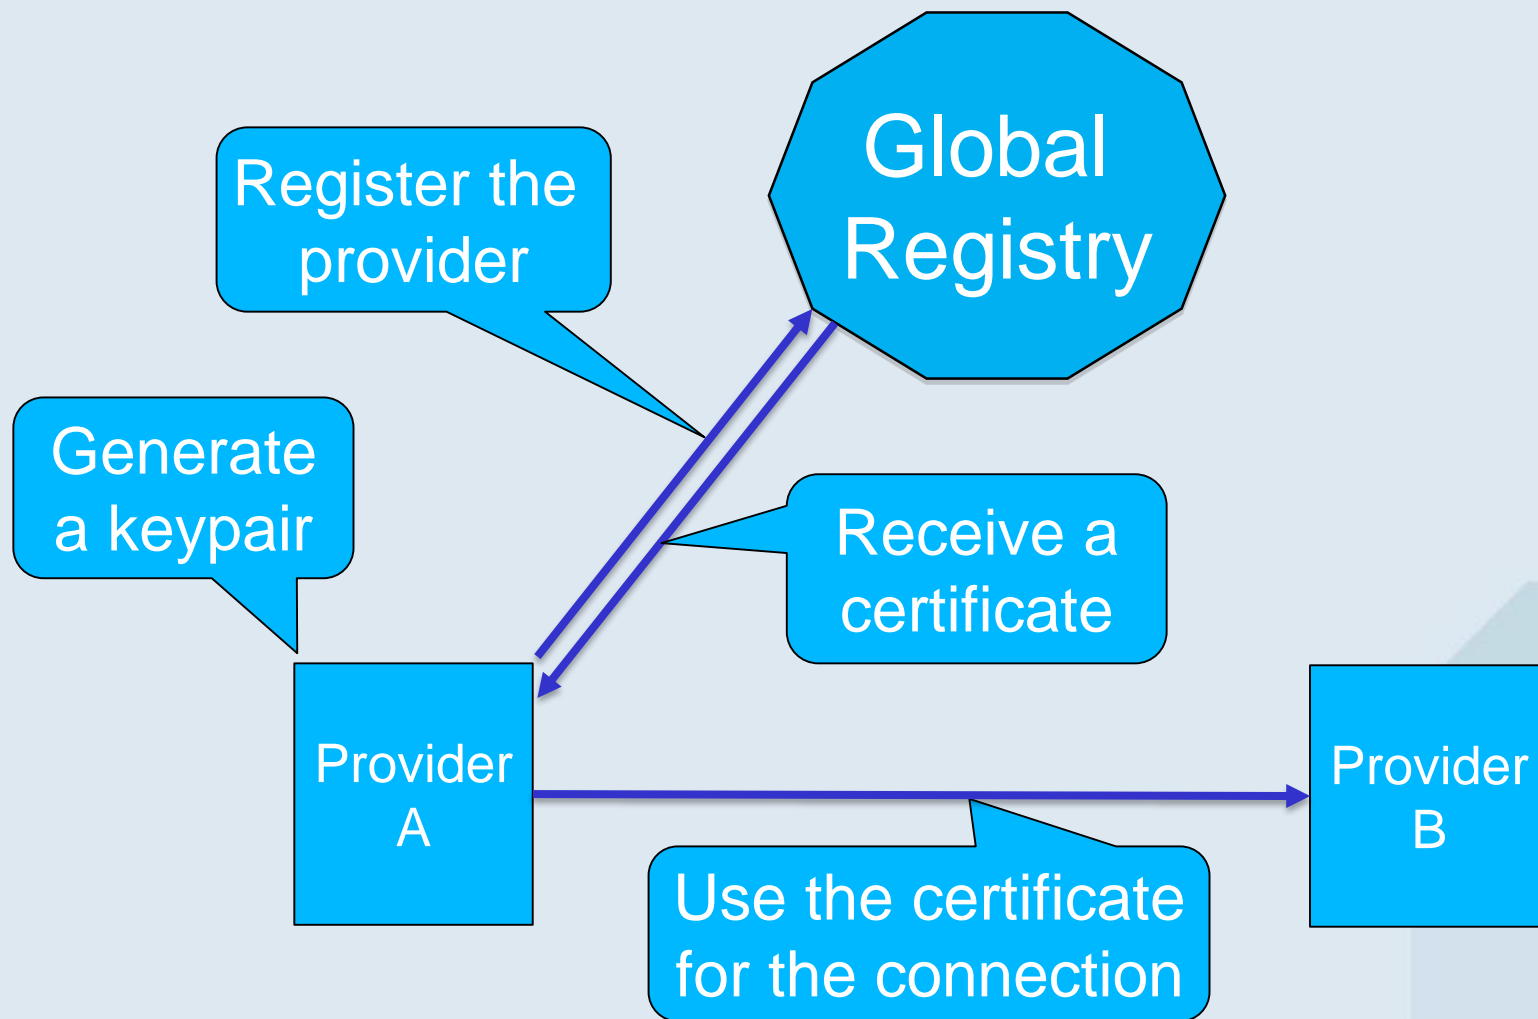 Global
Registry
Register the
provider
Generate
a keypair
Receive a
certificate
Provider
A
Provider
B
Use the certificate
for the connection